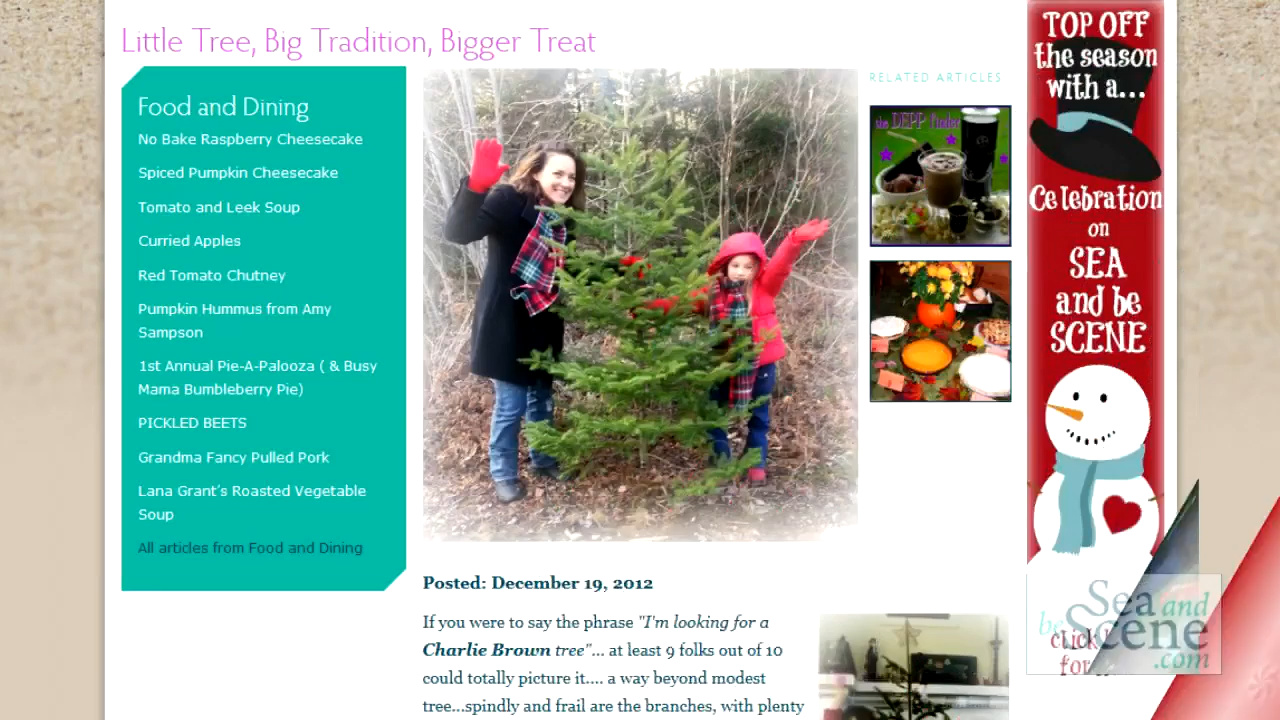 Little Tree, Big Tradition, Bigger Treat
Food and Dining
No Bake Raspberry Cheesecake
Spiced Pumpkin Cheesecake
Tomato and Leek Soup
Curried Apples
Red Tomato Chutney
Pumpkin Hummus from Amy
Sampson
1st Annual Pie-A-Palooza ( & Busy
Mama Bumbleberry Pie)
PICKLED BEETS
Grandma Fancy Pulled Pork
Lana Grant's Roasted Vegetable
Soup
All articles from Food and Dining
Posted: December 19, 2012
If you were to say the phrase "I'm looking for a
Charlie Brown tree"... at least 9 folks out of 10
could totally picture it.... a way beyond modest
tree...spindly and frail are the branches, with plenty
RELATED ARTICLES
the DEPP
TOP OFF
the season
with a...
Celebration
on
SEA
and be
SCENE
click
for
Sea and
be Scene
.com